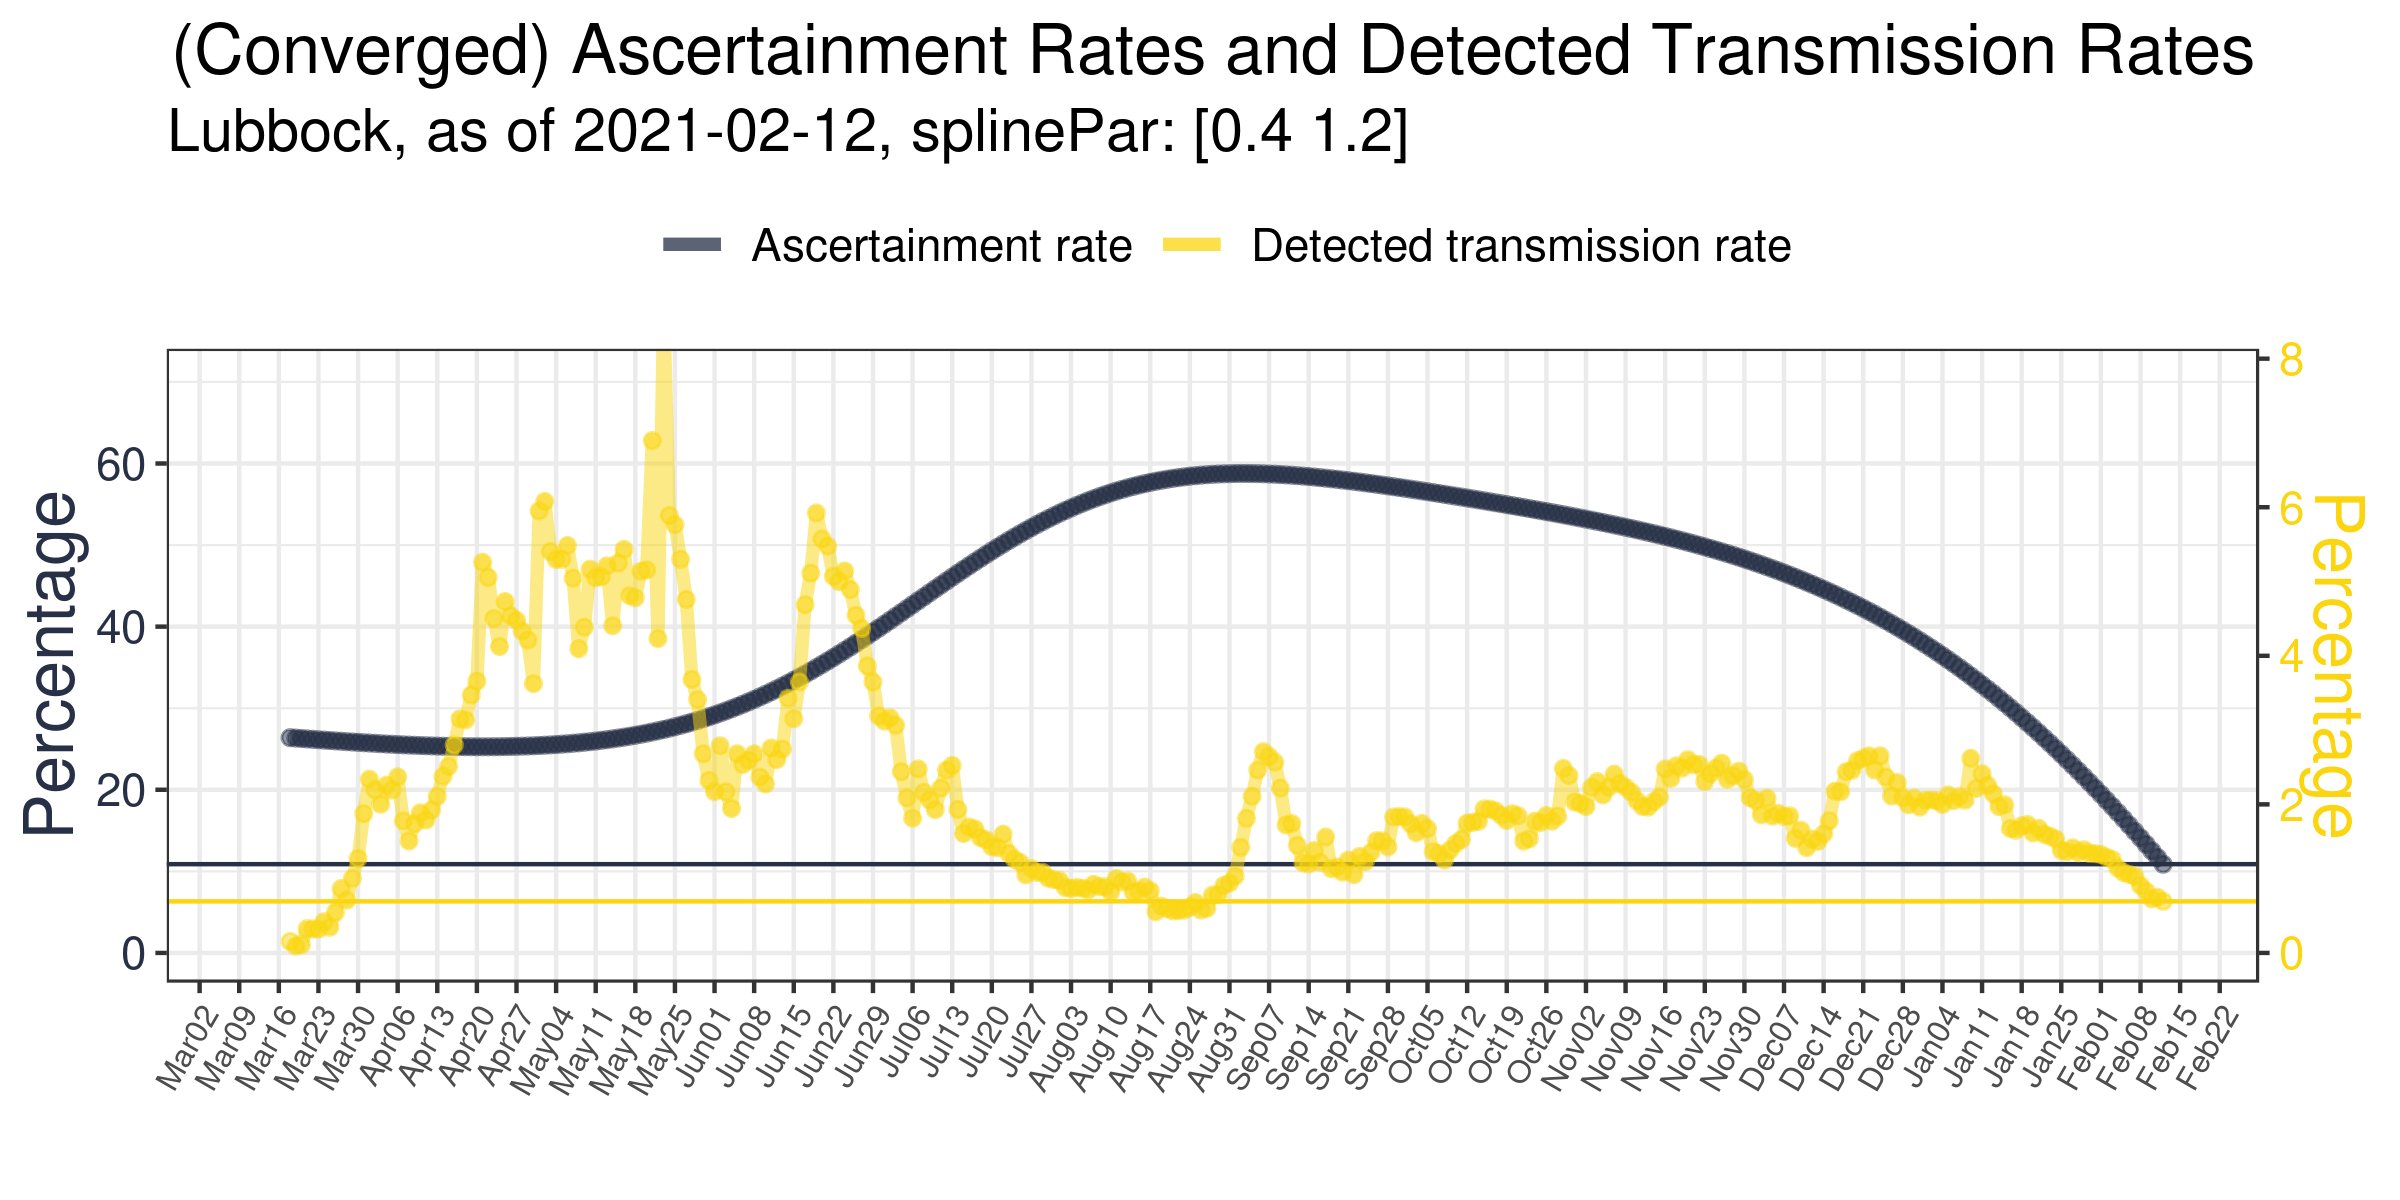 (Converged) Ascertainment Rates and Detected Transmission Rates
Lubbock, as of 2021-02-12, splinePar: [0.4 1.2]
Ascertainment rate Detected transmission rate
Percentage
60
40
20
0
8
6
4
2
0
Percentage
Mar02 Mar09 Mar16 Mar23 Mar30 Apr06 Apr13 Apr20 Apr27 May04 May11 May18 May25 Jun01 Jun08 Jun15 Jun22 Jun29 Jul06 Jul13 Jul20 Jul27 Aug03 Aug10 Aug17 Aug24 Aug31 Sep07 Sep14 Sep21 Sep28 Oct05 Oct12 Oct19 Oct26 Nov02 Nov09 Nov16 Nov23 Nov30 Dec07 Dec14 Dec21 Dec28 Jan04 Jan11 Jan18 Jan25 Feb01 Feb08 Feb15 Feb22